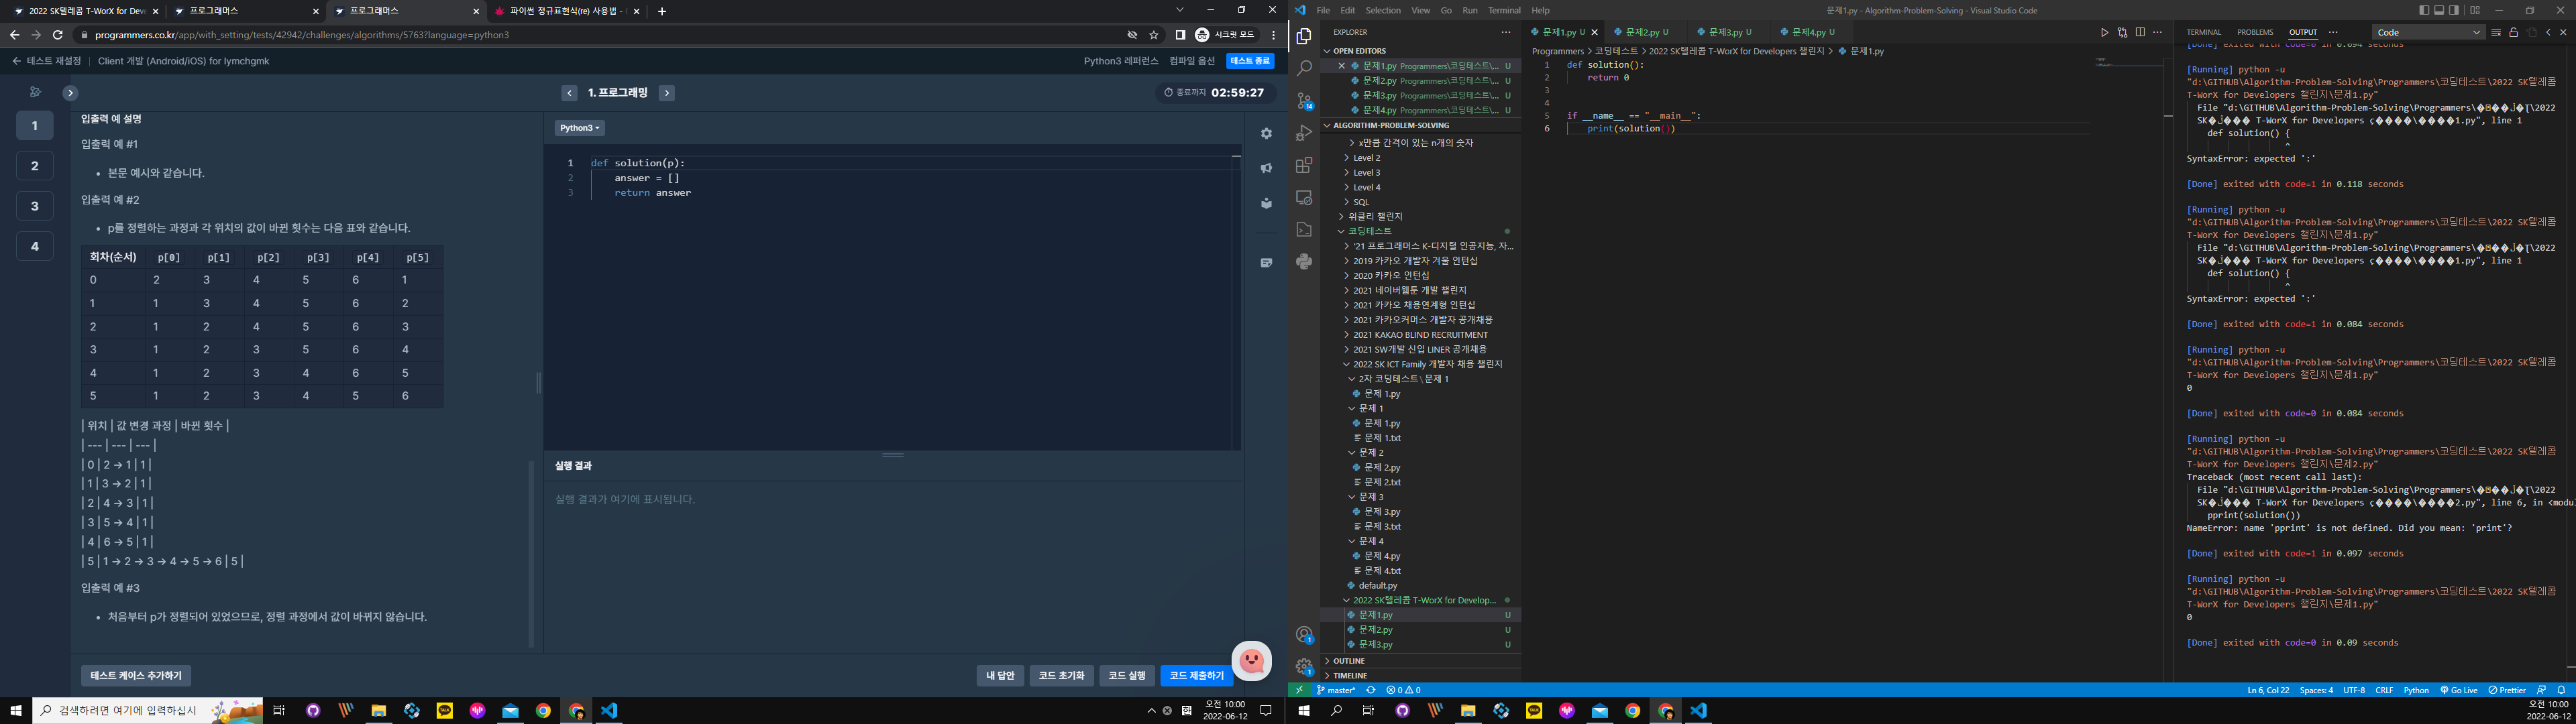 2022 SK텔레콤 T-WorX for Deve
프로그래머스
프로그래머스
파이썬 정규표현식(re) 사용법 -
programmers.co.kr/app/with_setting/tests/42942/challenges/algorithms/5763?language=python3
시크릿 모드
테스트 재설정
Client 개발 (Android/iOS) for lymchgmk
Python3 레퍼런스
컴파일 옵션
테스트 종료
1. 프로그래밍
종료까지 02:59:27
1
2
3
4
입출력 예 설명
입출력 예 #1
• 본문 예시와 같습니다.
입출력 예 #2
• p를 정렬하는 과정과 각 위치의 값이 바뀐 횟수는 다음 표와 같습니다.
회차(순서) p[0] p[1] p[2] p[3] p[4] p[5]
0 2 3 4 5 6 1
1 1 3 4 5 6 2
2 1 2 4 5 6 3
3 1 2 3 5 6 4
4 1 2 3 4 6 5
5 1 2 3 4 5 6
| 위치 | 값 변경 과정 | 바뀐 횟수 |
| --- | --- | --- |
| 0 | 2 → 1 | 1 |
| 1 | 3 → 2 | 1 |
| 2 | 4 → 3 | 1 |
| 3 | 5 → 4 | 1 |
| 4 | 6 → 5 | 1 |
| 5 | 1 → 2 → 3 → 4 → 5 → 6 | 5 |
입출력 예 #3
• 처음부터 p가 정렬되어 있었으므로, 정렬 과정에서 값이 바뀌지 않습니다.
Python3
1 def solution(p):
2 answer = []
3 return answer
실행 결과
실행 결과가 여기에 표시됩니다.
테스트 케이스 추가하기
내 답안
코드 초기화
코드 실행
코드 제출하기
검색하려면 여기에 입력하십시
오전 10:00
2022-06-12
File Edit Selection View Go Run Terminal Help
문제1.py - Algorithm-Problem-Solving - Visual Studio Code
EXPLORER
OPEN EDITORS
문제1.py Programmers\코딩테스트\... U
문제2.py Programmers\코딩테스트\... U
문제3.py Programmers\코딩테스트\... U
문제4.py Programmers\코딩테스트\... U
ALGORITHM-PROBLEM-SOLVING
x만큼 간격이 있는 n개의 숫자
Level 2
Level 3
Level 4
SQL
위클리 챌린지
코딩테스트
'21 프로그래머스 K-디지털 인공지능, 자...
2019 카카오 개발자 겨울 인턴십
2020 카카오 인턴십
2021 네이버웹툰 개발 챌린지
2021 카카오 채용연계형 인턴십
2021 카카오커머스 개발자 공개채용
2021 KAKAO BLIND RECRUITMENT
2021 SW개발 신입 LINER 공개채용
2022 SK ICT Family 개발자 채용 챌린지
2차 코딩테스트 \ 문제 1
문제 1.py
문제 1
문제 1.py
문제 1.txt
문제 2
문제 2.py
문제 2.txt
문제 3
문제 3.py
문제 3.txt
문제 4
문제 4.py
문제 4.txt
default.py
2022 SK텔레콤 T-WorX for Develop...
문제1.py U
문제2.py U
문제3.py U
OUTLINE
TIMELINE
문제1.py U
문제2.py U
문제3.py U
문제4.py U
Programmers > 코딩테스트 > 2022 SK텔레콤 T-WorX for Developers 챌린지 > 문제1.py
1 def solution():
2 return 0
3
4
5 if __name__ == "__main__":
6 print(solution())
TERMINAL PROBLEMS OUTPUT
Code
[Done] exited with code=0 in 0.094 seconds
[Running] python -u
"d:\GITHUB\Algorithm-Problem-Solving\Programmers\코딩테스트\2022 SK텔레콤
T-WorX for Developers 챌린지\문제1.py"
File "d:\GITHUB\Algorithm-Problem-Solving\Programmers\
T-WorX for Developers
1.py", line 1
def solution() {
^
SyntaxError: expected ':'
[Done] exited with code=1 in 0.118 seconds
[Running] python -u
"d:\GITHUB\Algorithm-Problem-Solving\Programmers\코딩테스트\2022 SK텔레콤
T-WorX for Developers 챌린지\문제1.py"
File "d:\GITHUB\Algorithm-Problem-Solving\Programmers\
T-WorX for Developers
1.py", line 1
def solution() {
^
SyntaxError: expected ':'
[Done] exited with code=1 in 0.084 seconds
[Running] python -u
"d:\GITHUB\Algorithm-Problem-Solving\Programmers\코딩테스트\2022 SK텔레콤
T-WorX for Developers 챌린지\문제1.py"
0
[Done] exited with code=0 in 0.084 seconds
[Running] python -u
"d:\GITHUB\Algorithm-Problem-Solving\Programmers\코딩테스트\2022 SK텔레콤
T-WorX for Developers 챌린지\문제2.py"
Traceback (most recent call last):
File "d:\GITHUB\Algorithm-Problem-Solving\Programmers\
T-WorX for Developers
2.py", line 6, in <modu
pprint(solution())
NameError: name 'pprint' is not defined. Did you mean: 'print'?
[Done] exited with code=1 in 0.097 seconds
[Running] python -u
"d:\GITHUB\Algorithm-Problem-Solving\Programmers\코딩테스트\2022 SK텔레콤
T-WorX for Developers 챌린지\문제1.py"
0
[Done] exited with code=0 in 0.09 seconds
master*
0 0
Ln 6, Col 22 Spaces: 4 UTF-8 CRLF Python Go Live Prettier
오전 10:00
2022-06-12